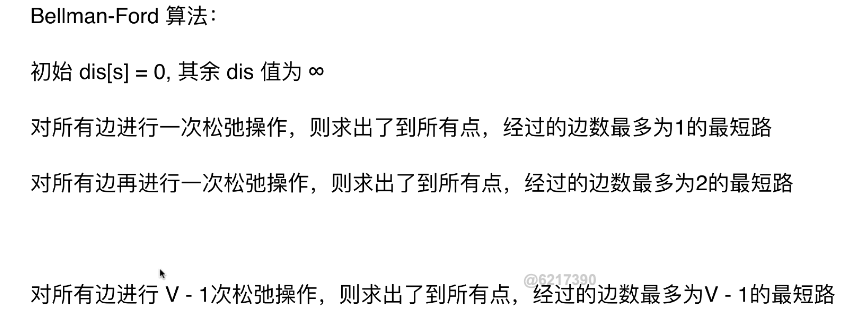 Bellman-Ford 算法：
初始 dis[s] = 0, 其余 dis 值为 ∞
对所有边进行一次松弛操作，则求出了到所有点，经过的边数最多为1的最短路
对所有边再进行一次松弛操作，则求出了到所有点，经过的边数最多为2的最短路
@6217390
对所有边进行 V - 1次松弛操作，则求出了到所有点，经过的边数最多为V - 1的最短路